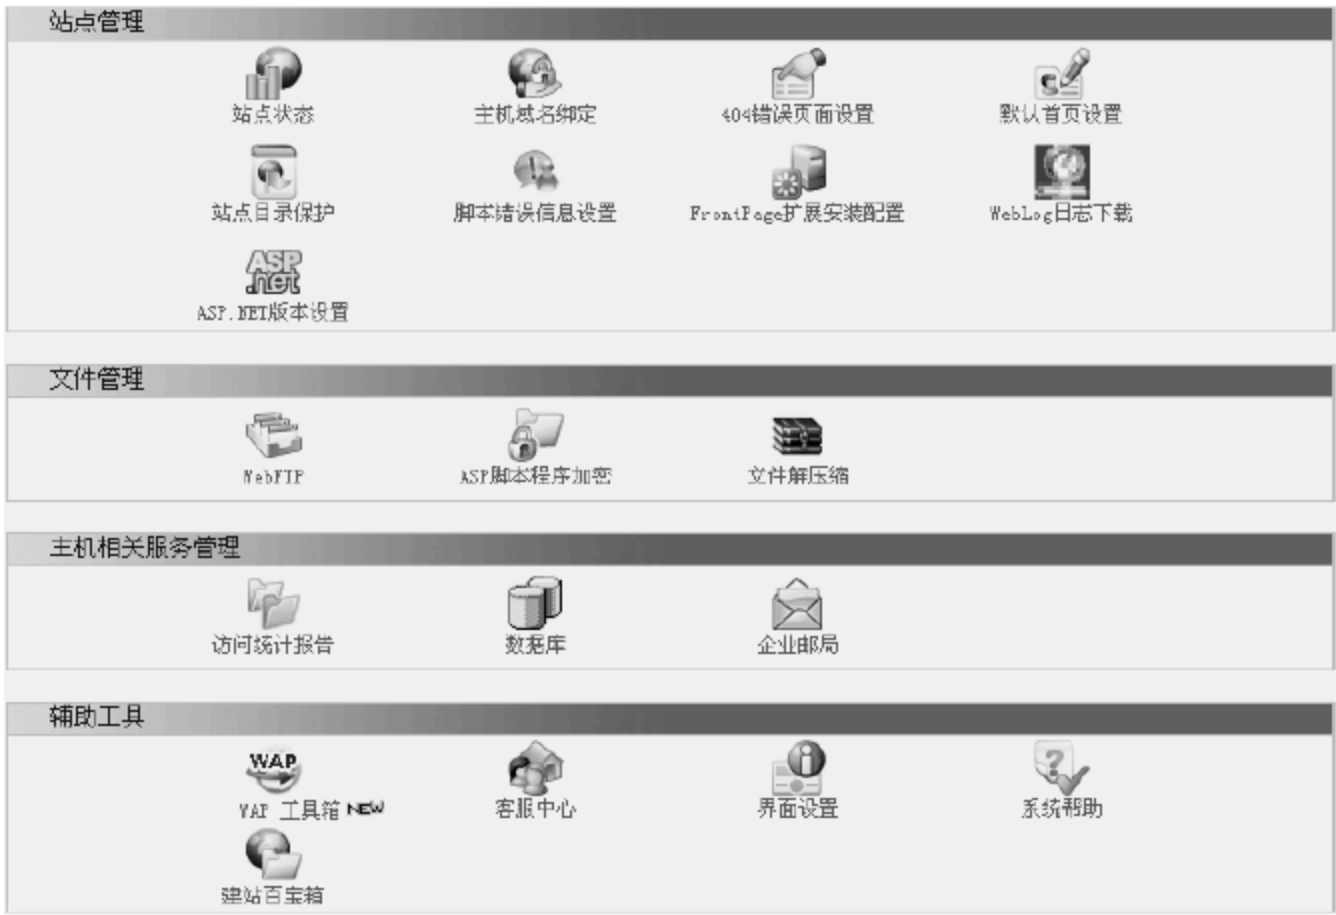 站点管理
站点状态 主机域名绑定 404错误页面设置 默认首页设置
站点目录保护 脚本错误信息设置 FrontPage扩展安装配置 WebLog日志下载
ASP.net
ASP.NET版本设置
文件管理
WebFTP ASP脚本程序加密 文件解压缩
主机相关服务管理
访问统计报告 数据库 企业邮局
辅助工具
WAP
WAP 工具箱 NEW 客服中心 界面设置 系统帮助
建站百宝箱